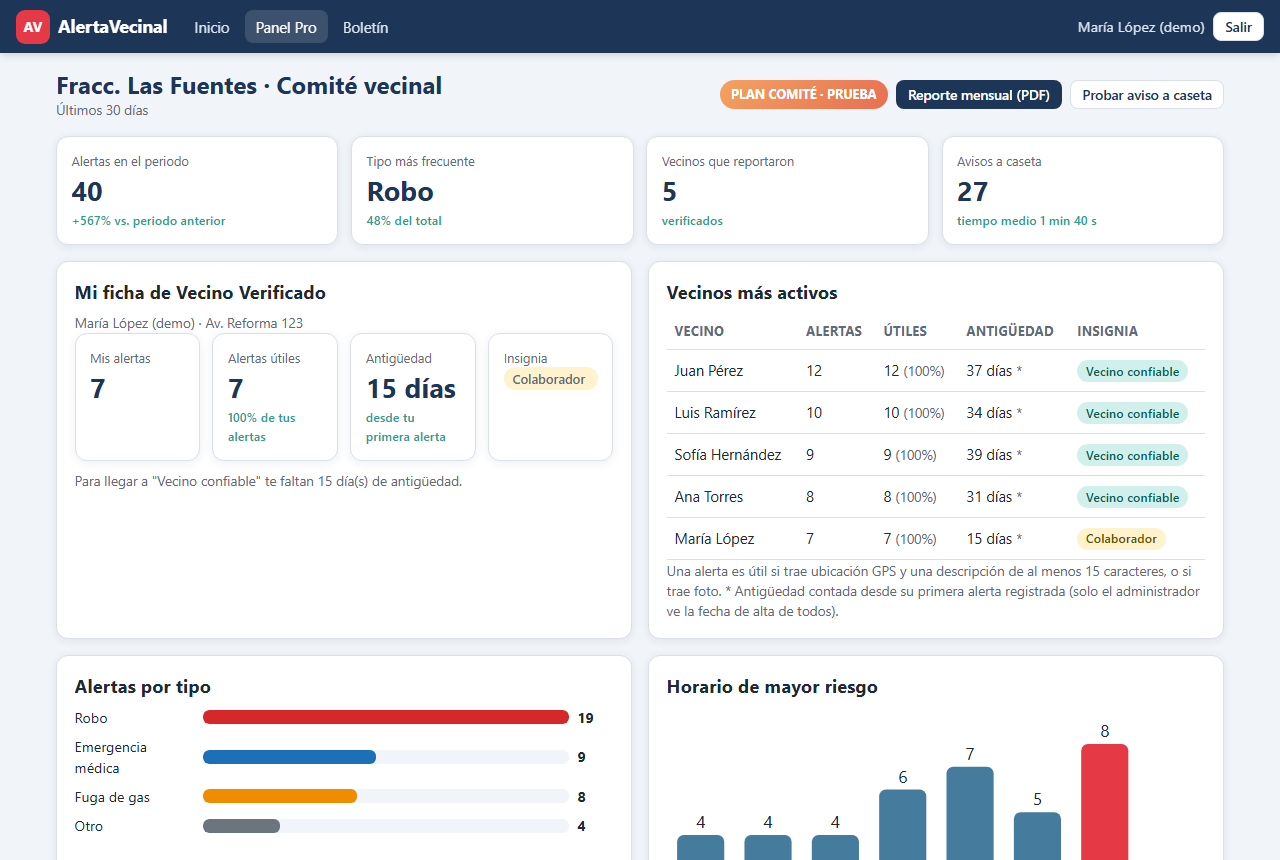 AV AlertaVecinal Inicio Panel Pro Boletín María López (demo) Salir
Fracc. Las Fuentes · Comité vecinal
Últimos 30 días
PLAN COMITÉ · PRUEBA Reporte mensual (PDF) Probar aviso a caseta
Alertas en el periodo
40
+567% vs. periodo anterior
Tipo más frecuente
Robo
48% del total
Vecinos que reportaron
5
verificados
Avisos a caseta
27
tiempo medio 1 min 40 s
Mi ficha de Vecino Verificado
María López (demo) · Av. Reforma 123
Mis alertas
7
Alertas útiles
7
100% de tus
alertas
Antigüedad
15 días
desde tu
primera alerta
Insignia
Colaborador
Para llegar a "Vecino confiable" te faltan 15 día(s) de antigüedad.
Vecinos más activos
VECINO ALERTAS ÚTILES ANTIGÜEDAD INSIGNIA
Juan Pérez 12 12 (100%) 37 días * Vecino confiable
Luis Ramírez 10 10 (100%) 34 días * Vecino confiable
Sofía Hernández 9 9 (100%) 39 días * Vecino confiable
Ana Torres 8 8 (100%) 31 días * Vecino confiable
María López 7 7 (100%) 15 días * Colaborador
Una alerta es útil si trae ubicación GPS y una descripción de al menos 15 caracteres, o si
trae foto. * Antigüedad contada desde su primera alerta registrada (solo el administrador
ve la fecha de alta de todos).
Alertas por tipo
Robo 19
Emergencia
médica 9
Fuga de gas 8
Otro 4
Horario de mayor riesgo
4 4 4 6 7 5 8